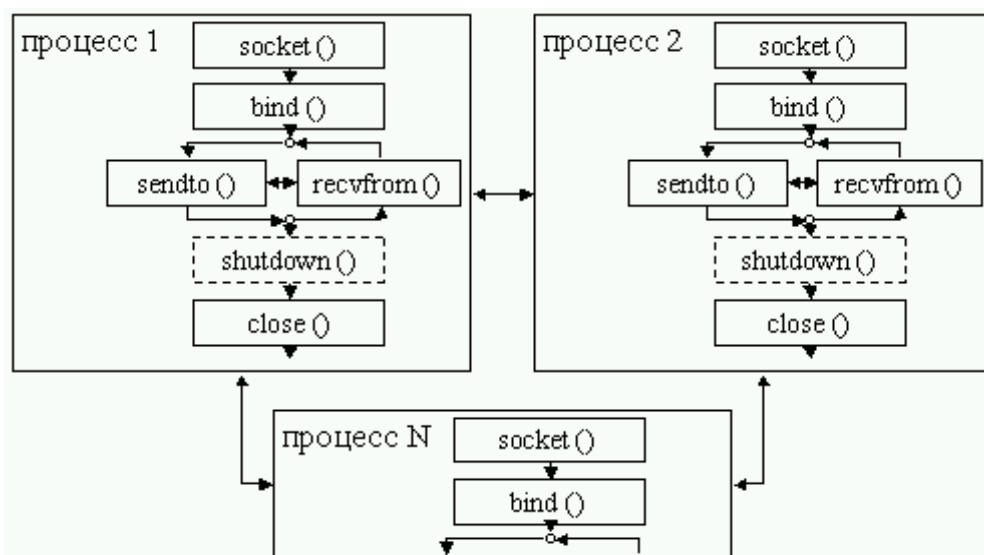 процесс 1
socket ()
bind ()
sendto ()
recvfrom ()
shutdown ()
close ()
процесс 2
socket ()
bind ()
sendto ()
recvfrom ()
shutdown ()
close ()
процесс N
socket ()
bind ()